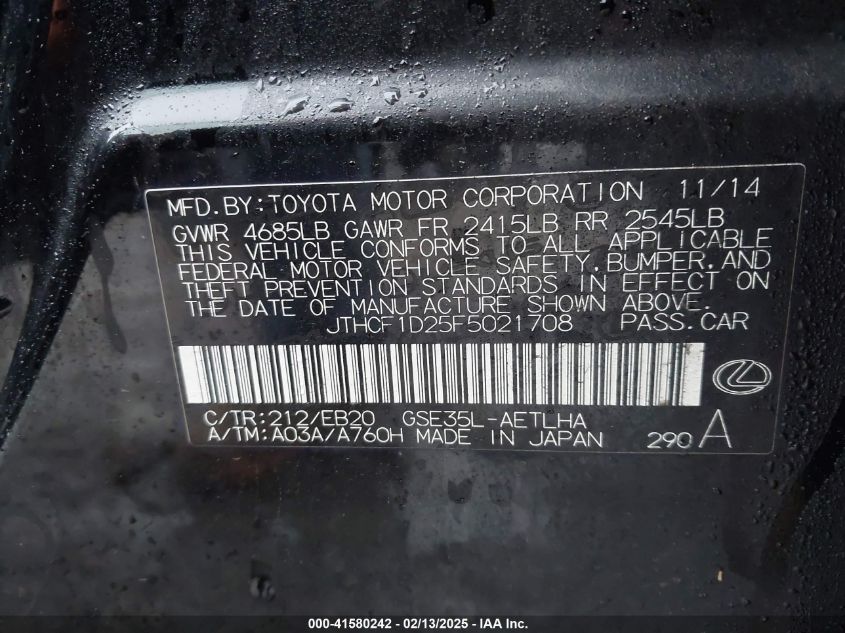 MFD.BY:TOYOTA MOTOR CORPORATION 11/14
GVWR 4685LB GAWR FR 2415LB RR 2545LB
THIS VEHICLE CONFORMS TO ALL APPLICABLE
FEDERAL MOTOR VEHICLE SAFETY,BUMPER,AND
THEFT PREVENTION STANDARDS IN EFFECT ON
THE DATE OF MANUFACTURE SHOWN ABOVE.
JTHCF1D25F5021708 PASS.CAR
C/TR:212/EB20 GSE35L-AETLHA
A/TM:A03A/A760H MADE IN JAPAN 290 A
000-41580242 - 02/13/2025 - IAA Inc.